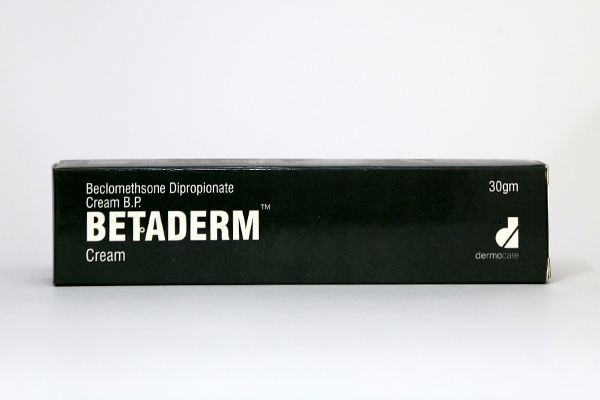 Beclomethsone Dipropionate
Cream B.P.
BETADERM™
Cream
30gm
dermocare